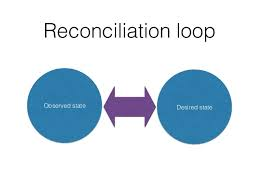 Reconciliation loop
Observed state
Desired state